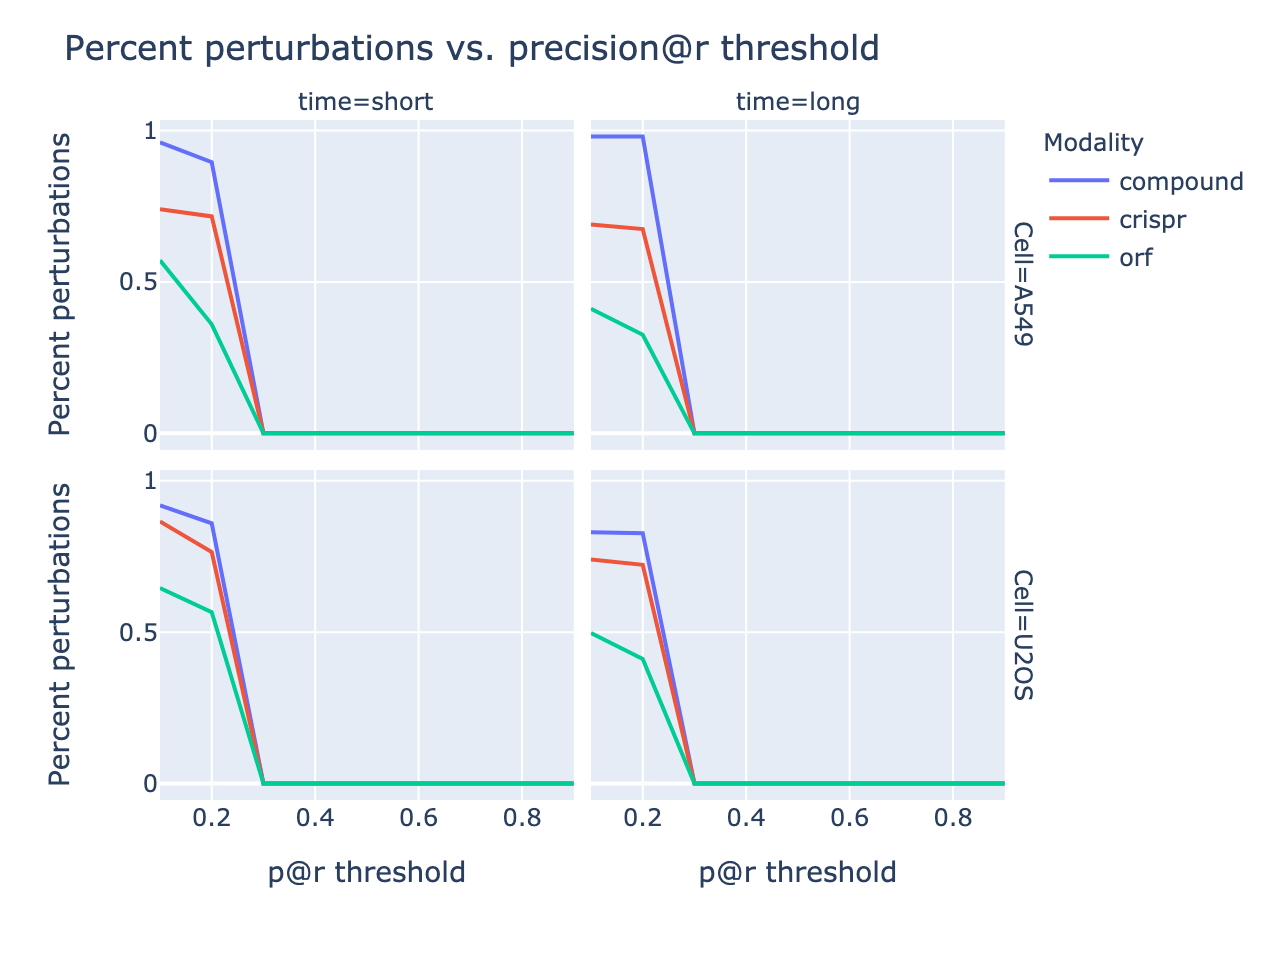 Percent perturbations vs. precision@r threshold
time=short
time=long
Modality
compound
crispr
orf
Percent perturbations
1
0.5
0
Cell=A549
Percent perturbations
1
0.5
0
Cell=U2OS
0.2 0.4 0.6 0.8
0.2 0.4 0.6 0.8
p@r threshold
p@r threshold